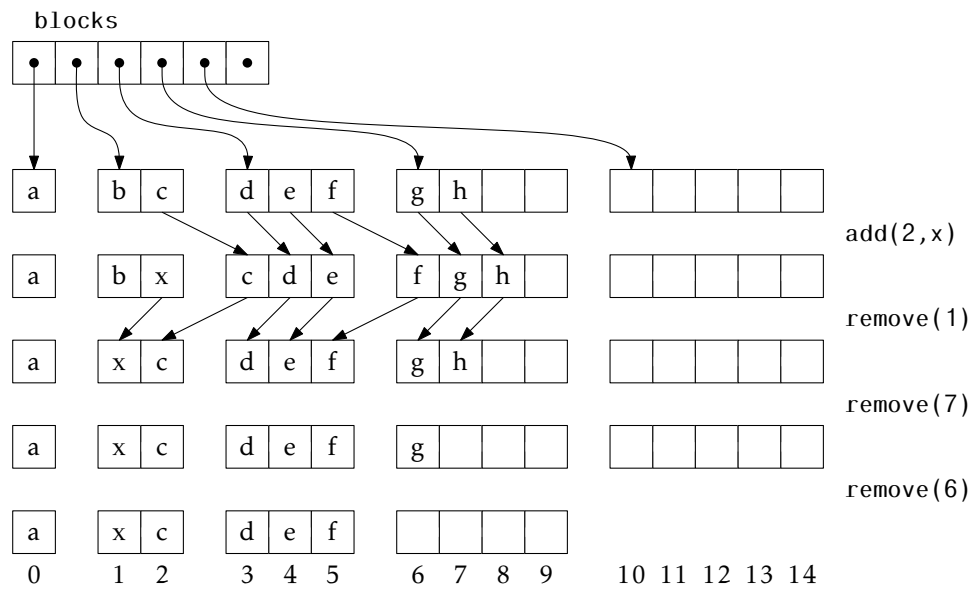 blocks
a b c d e f g h
add(2,x)
a b x c d e f g h
remove(1)
a x c d e f g h
remove(7)
a x c d e f g
remove(6)
a x c d e f
0 1 2 3 4 5 6 7 8 9 10 11 12 13 14